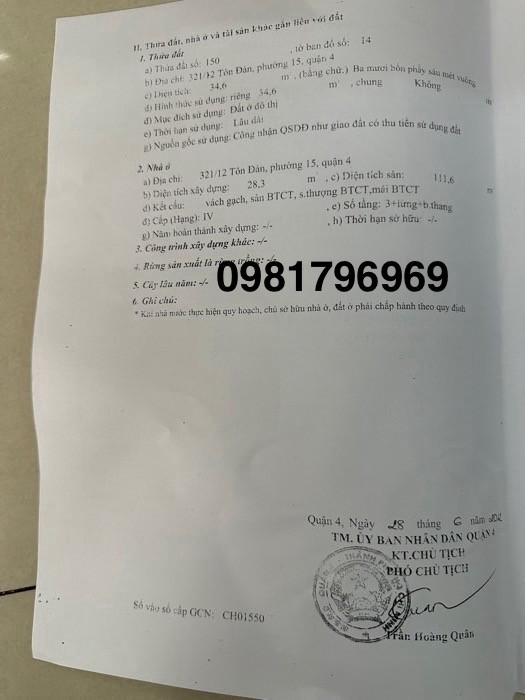 II. Thửa đất, nhà ở và tài sản khác gắn liền với đất
1. Thửa đất
a) Thửa đất số: 150 , tờ bản đồ số: 14
b) Địa chỉ: 321/12 Tôn Đản, phường 15, quận 4
c) Diện tích: 34,6 m², (bằng chữ:) Ba mươi bốn phẩy sáu mét vuông
d) Hình thức sử dụng: riêng 34,6 m², chung Không m
đ) Mục đích sử dụng: Đất ở đô thị
e) Thời hạn sử dụng: Lâu dài
g) Nguồn gốc sử dụng: Công nhận QSDĐ như giao đất có thu tiền sử dụng đất
2. Nhà ở
a) Địa chỉ: 321/12 Tôn Đản, phường 15, quận 4
b) Diện tích xây dựng: 28,3 m², c) Diện tích sàn: 111,6 m
d) Kết cấu: vách gạch, sàn BTCT, s.thượng BTCT,mái BTCT
đ) Cấp (Hạng): IV , e) Số tầng: 3+lửng+b.thang
g) Năm hoàn thành xây dựng: -/- , h) Thời hạn sở hữu: -/-
3. Công trình xây dựng khác: -/-
4. Rừng sản xuất là rừng trồng: -/-
5. Cây lâu năm: -/-
0981796969
6. Ghi chú:
* Khi nhà nước thực hiện quy hoạch, chủ sở hữu nhà ở, đất ở phải chấp hành theo quy định
Quận 4, Ngày 28 tháng 6 năm
TM. ỦY BAN NHÂN DÂN QUẬN 4
KT.CHỦ TỊCH
PHÓ CHỦ TỊCH
Số vào sổ cấp GCN: CH01550
Trần Hoàng Quân